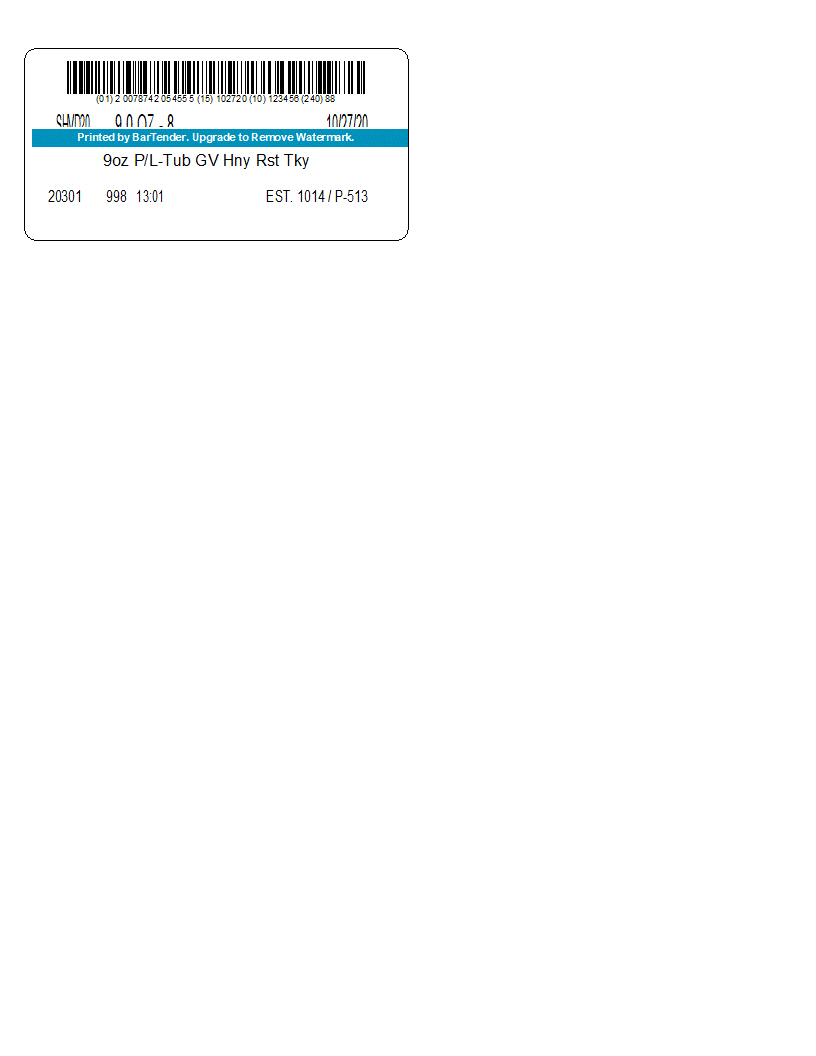 (01) 2 0078742 05455 5 (15) 102720 (10) 123456 (240) 88
9.0 OZ - 8 10/27/20
Printed by BarTender. Upgrade to Remove Watermark.
9oz P/L-Tub GV Hny Rst Tky
20301 998 13:01 EST. 1014 / P-513